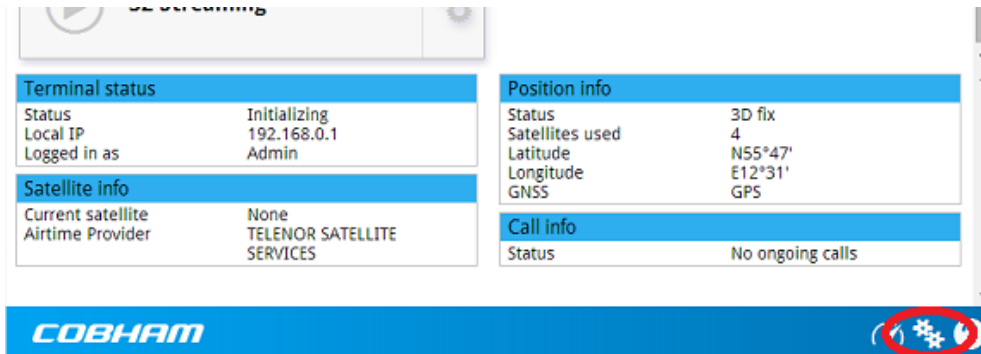 32 Streaming
Terminal status
Status Initializing
Local IP 192.168.0.1
Logged in as Admin
Satellite info
Current satellite None
Airtime Provider TELENOR SATELLITE
SERVICES
Position info
Status 3D fix
Satellites used 4
Latitude N55°47'
Longitude E12°31'
GNSS GPS
Call info
Status No ongoing calls
COBHAM